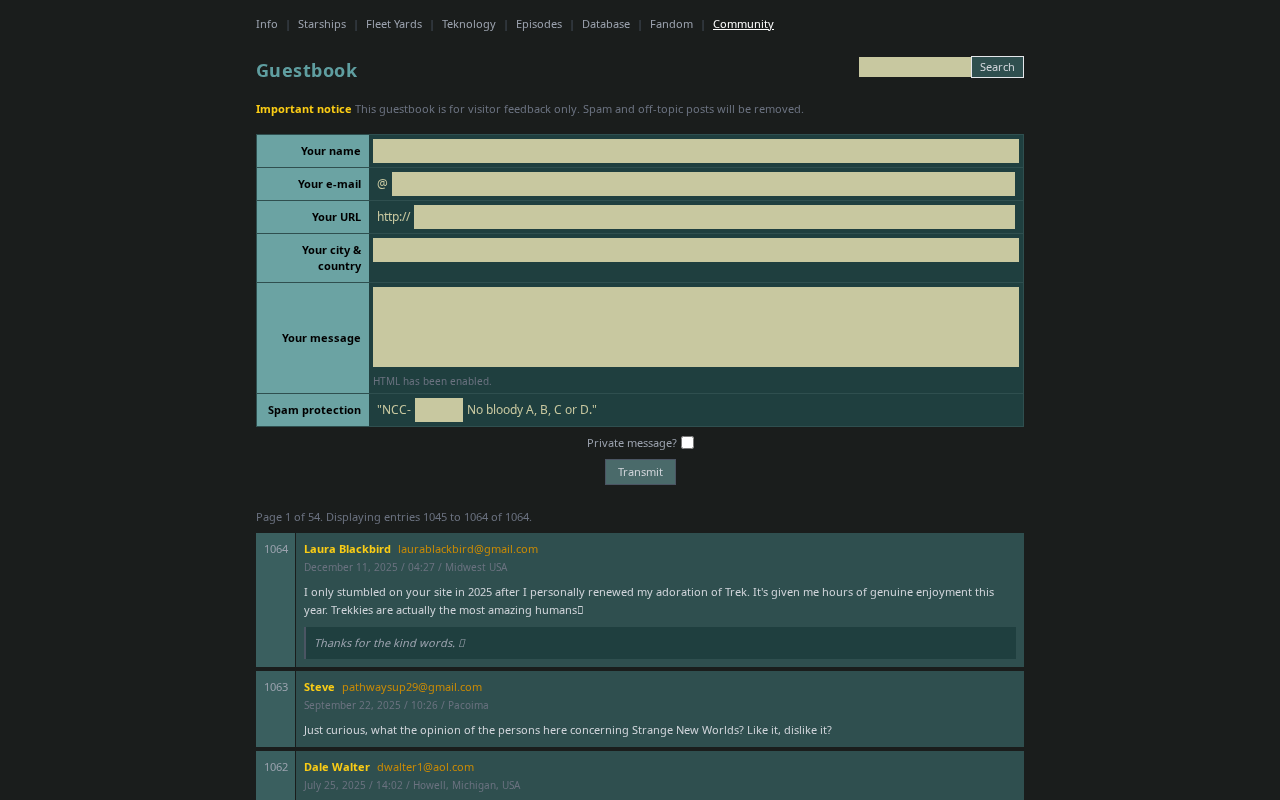 Info | Starships | Fleet Yards | Teknology | Episodes | Database | Fandom | Community
Guestbook
Search
Important notice This guestbook is for visitor feedback only. Spam and off-topic posts will be removed.
Your name
Your e-mail @
Your URL http://
Your city &
country
Your message
HTML has been enabled.
Spam protection "NCC- No bloody A, B, C or D."
Private message?
Transmit
Page 1 of 54. Displaying entries 1045 to 1064 of 1064.
1064 Laura Blackbird laurablackbird@gmail.com
December 11, 2025 / 04:27 / Midwest USA
I only stumbled on your site in 2025 after I personally renewed my adoration of Trek. It's given me hours of genuine enjoyment this
year. Trekkies are actually the most amazing humans
Thanks for the kind words.
1063 Steve pathwaysup29@gmail.com
September 22, 2025 / 10:26 / Pacoima
Just curious, what the opinion of the persons here concerning Strange New Worlds? Like it, dislike it?
1062 Dale Walter dwalter1@aol.com
July 25, 2025 / 14:02 / Howell, Michigan, USA